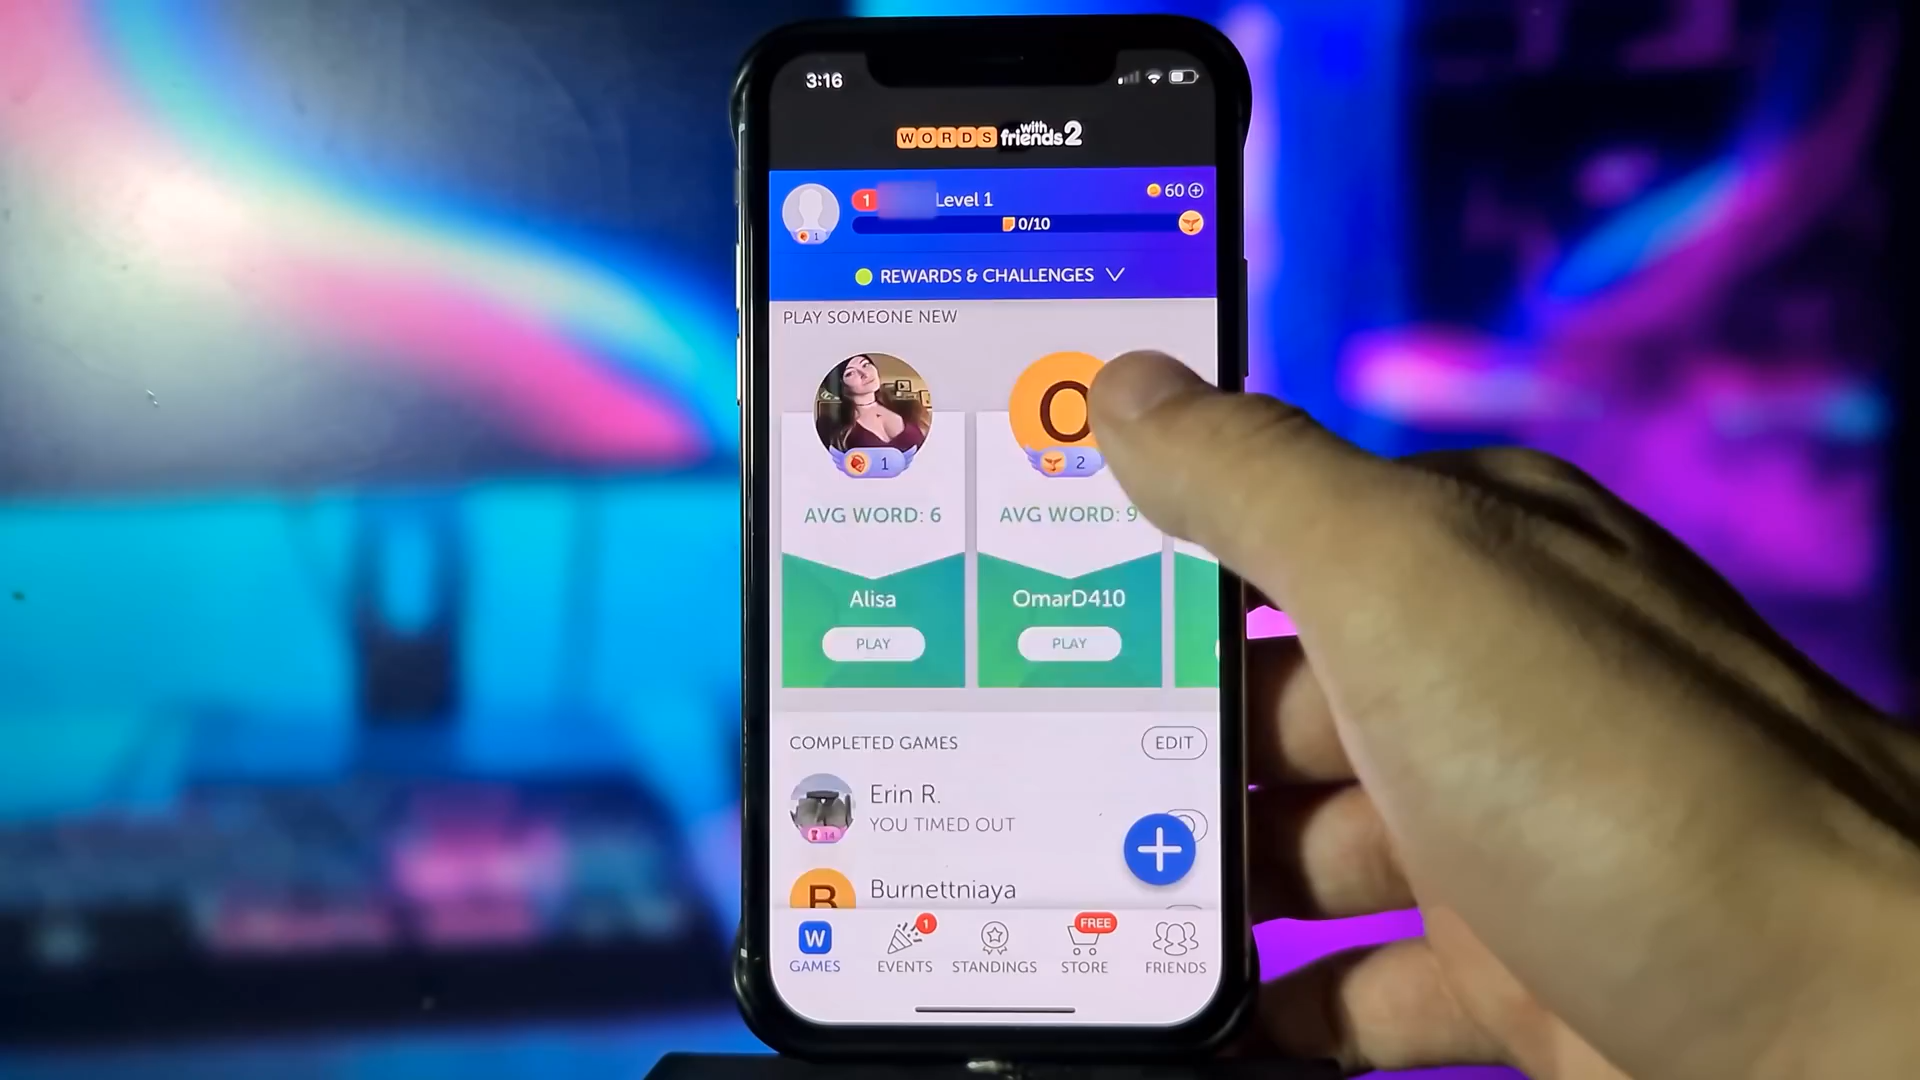 3:16
WORDS with friends 2
1 Level 1 60
0/10
1
REWARDS & CHALLENGES
PLAY SOMEONE NEW
O
1 2
AVG WORD: 6 AVG WORD: 9
Alisa OmarD410
PLAY PLAY
COMPLETED GAMES EDIT
Erin R.
YOU TIMED OUT
14
B Burnettniaya
W 1 FREE
GAMES EVENTS STANDINGS STORE FRIENDS